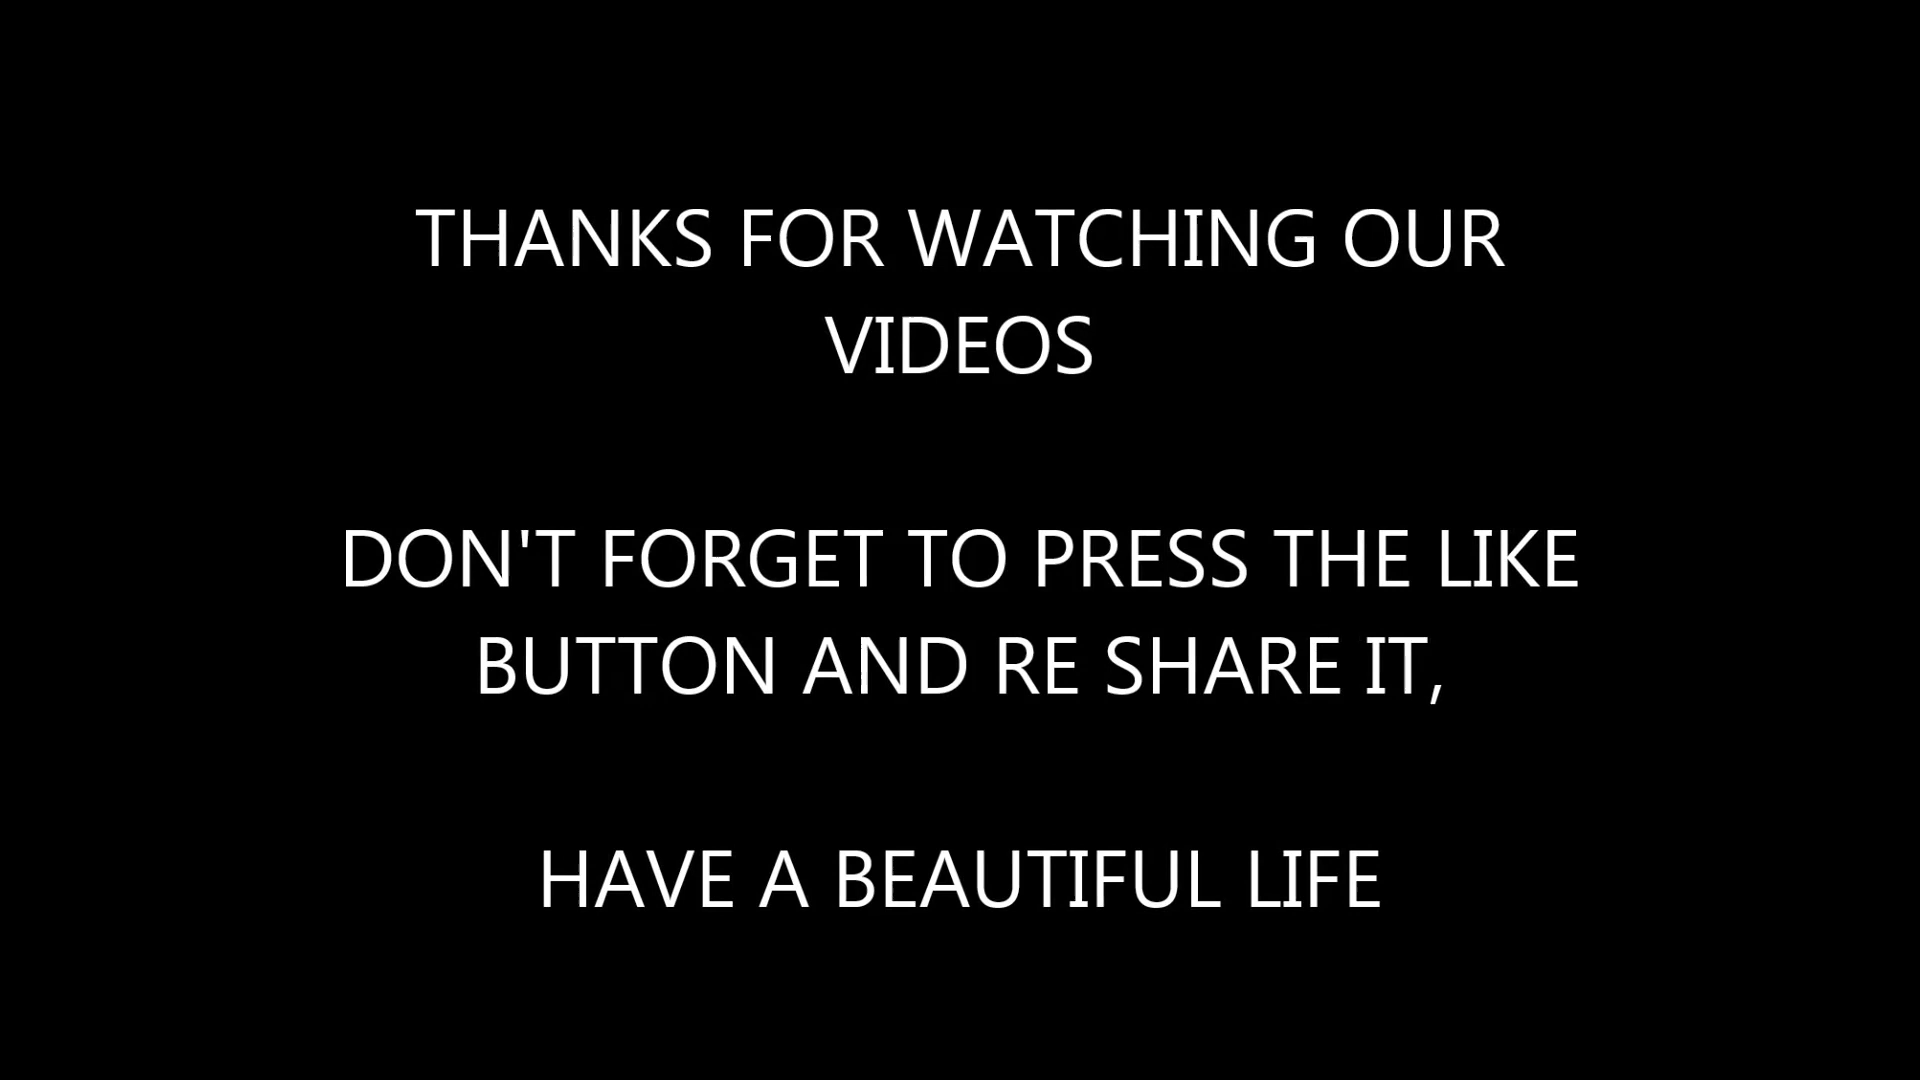 THANKS FOR WATCHING OUR
VIDEOS
DON'T FORGET TO PRESS THE LIKE
BUTTON AND RE SHARE IT,
HAVE A BEAUTIFUL LIFE